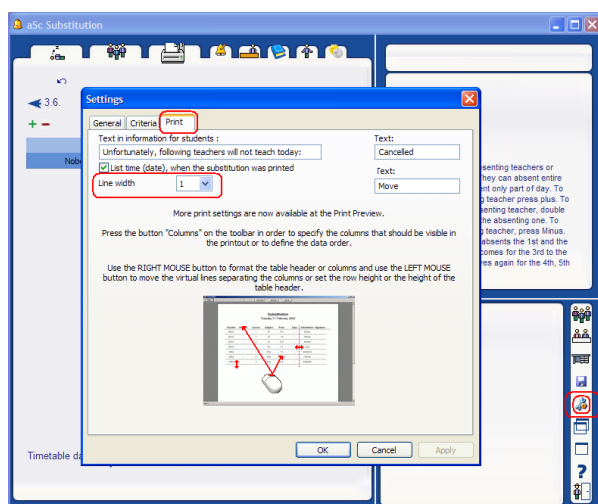 aSc Substitution
3.6.
Settings
General Criteria Print
Text in information for students :
Unfortunately, following teachers will not teach today:
List time (date), when the substitution was printed
Line width 1
Text:
Cancelled
Text:
Move
More print settings are now available at the Print Preview.
Press the button "Columns" on the toolbar in order to specify the columns that should be visible in
the printout or to define the data order.
Use the RIGHT MOUSE button to format the table header or columns and use the LEFT MOUSE
button to move the virtual lines separating the columns or set the row height or the height of the
table header.
Substitution
OK Cancel Apply
Timetable
senting teachers or
hey can absent entire
ent only part of day. To
g teacher press plus. To
senting teacher, double
he absenting one. To
g teacher, press Minus.
absents the 1st and the
comes for the 3rd to the
es again for the 4th, 5th